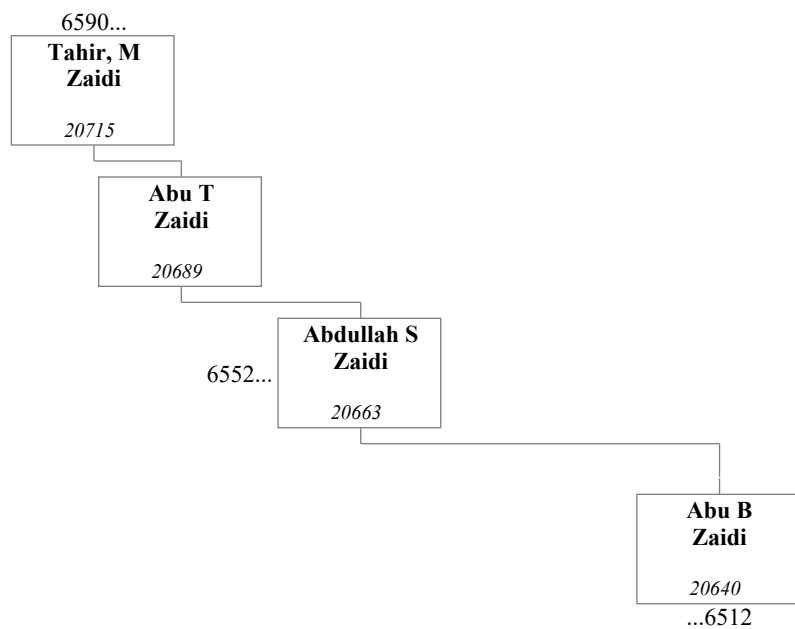 6590...
Tahir, M
Zaidi
20715
Abu T
Zaidi
20689
Abdullah S
Zaidi
6552...
20663
Abu B
Zaidi
20640
...6512